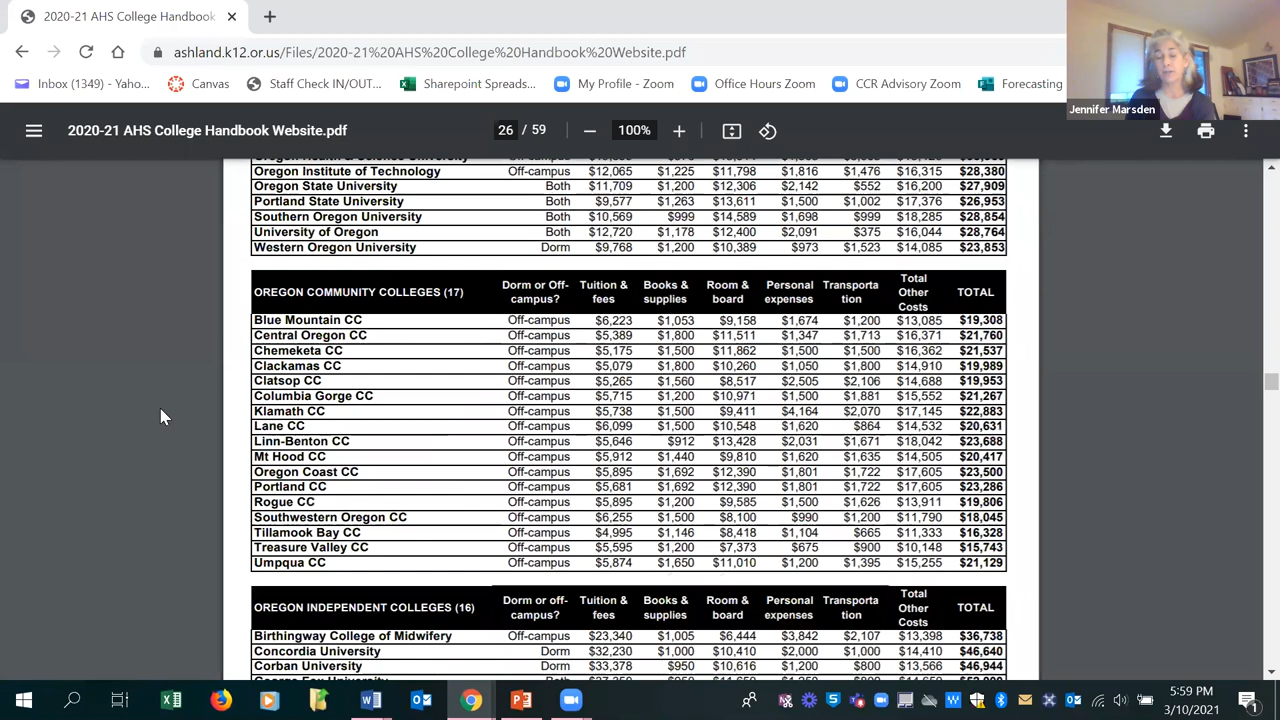 2020-21 AHS College Handbook
ashland.k12.or.us/Files/2020-21%20AHS%20College%20Handbook%20Website.pdf
Inbox (1349) - Yaho... Canvas Staff Check IN/OUT... Sharepoint Spreads... My Profile - Zoom Office Hours Zoom CCR Advisory Zoom Forecasting
Jennifer Marsden
2020-21 AHS College Handbook Website.pdf 26 / 59 100%
Oregon Institute of Technology Off-campus $12,065 $1,225 $11,798 $1,816 $1,476 $16,315 $28,380
Oregon State University Both $11,709 $1,200 $12,306 $2,142 $552 $16,200 $27,909
Portland State University Both $9,577 $1,263 $13,611 $1,500 $1,002 $17,376 $26,953
Southern Oregon University Both $10,569 $999 $14,589 $1,698 $999 $18,285 $28,854
University of Oregon Both $12,720 $1,178 $12,400 $2,091 $375 $16,044 $28,764
Western Oregon University Dorm $9,768 $1,200 $10,389 $973 $1,523 $14,085 $23,853
OREGON COMMUNITY COLLEGES (17) Dorm or Off-campus? Tuition & fees Books & supplies Room & board Personal expenses Transporta tion Total Other Costs TOTAL
Blue Mountain CC Off-campus $6,223 $1,053 $9,158 $1,674 $1,200 $13,085 $19,308
Central Oregon CC Off-campus $5,389 $1,800 $11,511 $1,347 $1,713 $16,371 $21,760
Chemeketa CC Off-campus $5,175 $1,500 $11,862 $1,500 $1,500 $16,362 $21,537
Clackamas CC Off-campus $5,079 $1,800 $10,260 $1,050 $1,800 $14,910 $19,989
Clatsop CC Off-campus $5,265 $1,560 $8,517 $2,505 $2,106 $14,688 $19,953
Columbia Gorge CC Off-campus $5,715 $1,200 $10,971 $1,500 $1,881 $15,552 $21,267
Klamath CC Off-campus $5,738 $1,500 $9,411 $4,164 $2,070 $17,145 $22,883
Lane CC Off-campus $6,099 $1,500 $10,548 $1,620 $864 $14,532 $20,631
Linn-Benton CC Off-campus $5,646 $912 $13,428 $2,031 $1,671 $18,042 $23,688
Mt Hood CC Off-campus $5,912 $1,440 $9,810 $1,620 $1,635 $14,505 $20,417
Oregon Coast CC Off-campus $5,895 $1,692 $12,390 $1,801 $1,722 $17,605 $23,500
Portland CC Off-campus $5,681 $1,692 $12,390 $1,801 $1,722 $17,605 $23,286
Rogue CC Off-campus $5,895 $1,200 $9,585 $1,500 $1,626 $13,911 $19,806
Southwestern Oregon CC Off-campus $6,255 $1,500 $8,100 $990 $1,200 $11,790 $18,045
Tillamook Bay CC Off-campus $4,995 $1,146 $8,418 $1,104 $665 $11,333 $16,328
Treasure Valley CC Off-campus $5,595 $1,200 $7,373 $675 $900 $10,148 $15,743
Umpqua CC Off-campus $5,874 $1,650 $11,010 $1,200 $1,395 $15,255 $21,129
OREGON INDEPENDENT COLLEGES (16) Dorm or off-campus? Tuition & fees Books & supplies Room & board Personal expenses Transporta tion Total Other Costs TOTAL
Birthingway College of Midwifery Off-campus $23,340 $1,005 $6,444 $3,842 $2,107 $13,398 $36,738
Concordia University Dorm $32,230 $1,000 $10,410 $2,000 $1,000 $14,410 $46,640
Corban University Dorm $33,378 $950 $10,616 $1,200 $800 $13,566 $46,944
5:59 PM
3/10/2021